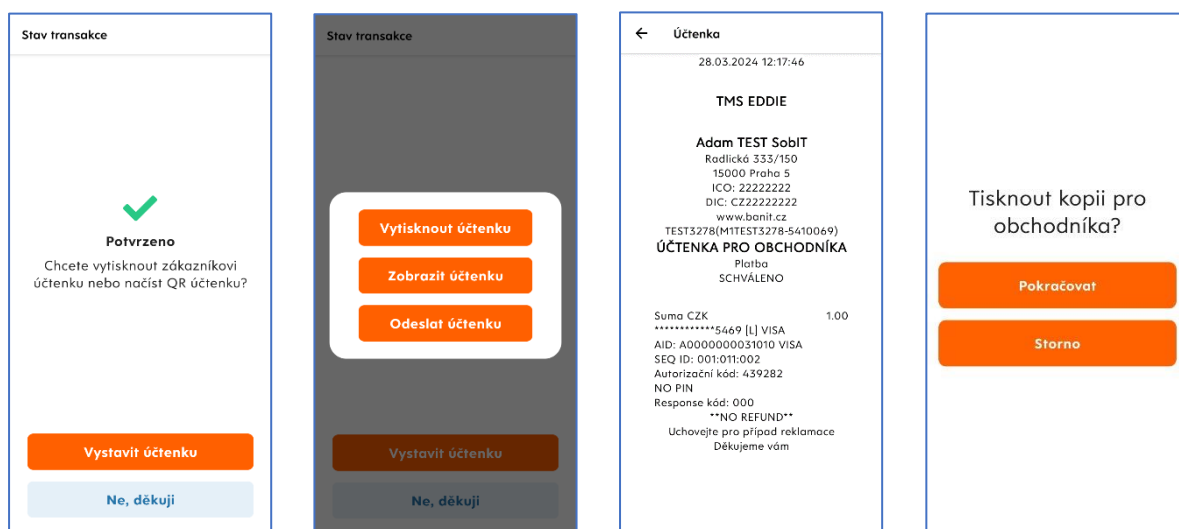 Stav transakce
Potvrzeno
Chcete vytisknout zákazníkovi
účtenku nebo načíst QR účtenku?
Vystavit účtenku
Ne, děkuji
Stav transakce
Vytisknout účtenku
Zobrazit účtenku
Odeslat účtenku
Vystavit účtenku
Ne, děkuji
Účtenka
28.03.2024 12:17:46
TMS EDDIE
Adam TEST SobIT
Radlická 333/150
15000 Praha 5
ICO: 22222222
DIC: CZ22222222
www.banit.cz
TEST3278(M1TEST3278-5410069)
ÚČTENKA PRO OBCHODNÍKA
Platba
SCHVÁLENO
Suma CZK 1.00
************5469 [L] VISA
AID: A0000000031010 VISA
SEQ ID: 001:011:002
Autorizační kód: 439282
NO PIN
Response kód: 000
**NO REFUND**
Uchovejte pro případ reklamace
Děkujeme vám
Tisknout kopii pro
obchodníka?
Pokračovat
Storno